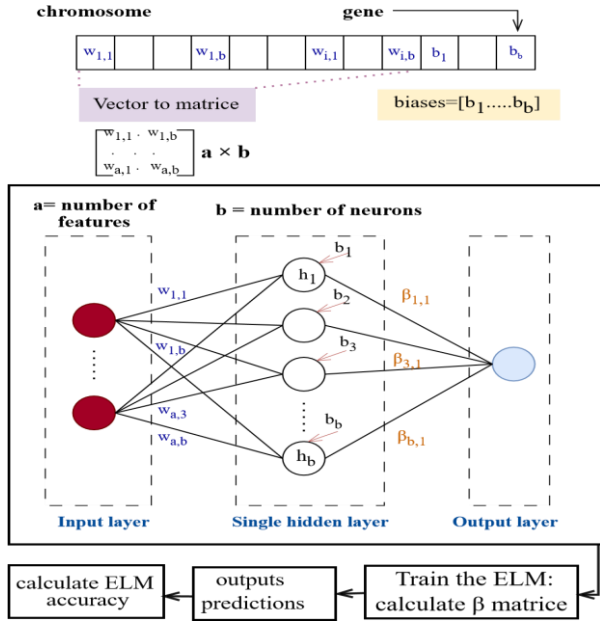 chromosome gene
w1,1 w1,b wi,1 wi,b b1 bb
Vector to matrice biases=[b1.....bb]
w1,1 . w1,b
. . .
wa,1 . wa,b
a × b
a= number of
features
b = number of neurons
b1
h1
w1,1
b2
β1,1
w1,b
b3
β3,1
wa,3
wa,b
bb
hb
βb,1
Input layer Single hidden layer Output layer
calculate ELM
accuracy
outputs
predictions
Train the ELM:
calculate β matrice